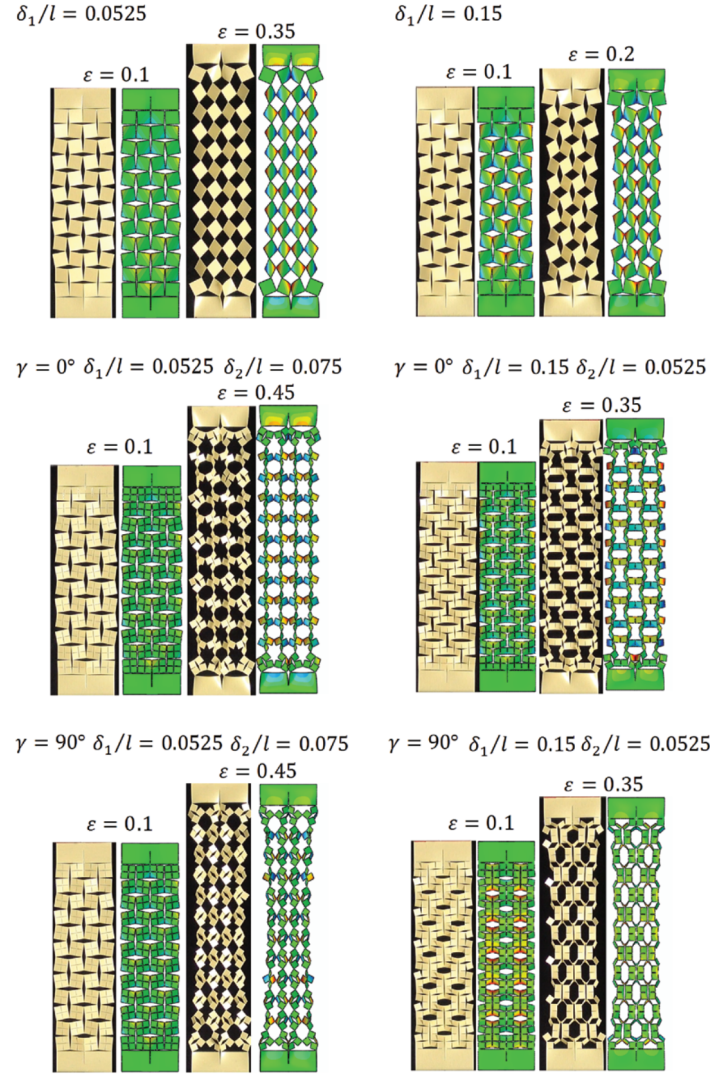 δ₁/l = 0.0525
ε = 0.1
ε = 0.35
δ₁/l = 0.15
ε = 0.1
ε = 0.2
γ = 0° δ₁/l = 0.0525 δ₂/l = 0.075
ε = 0.1
ε = 0.45
γ = 0° δ₁/l = 0.15 δ₂/l = 0.0525
ε = 0.1
ε = 0.35
γ = 90° δ₁/l = 0.0525 δ₂/l = 0.075
ε = 0.1
ε = 0.45
γ = 90° δ₁/l = 0.15 δ₂/l = 0.0525
ε = 0.1
ε = 0.35